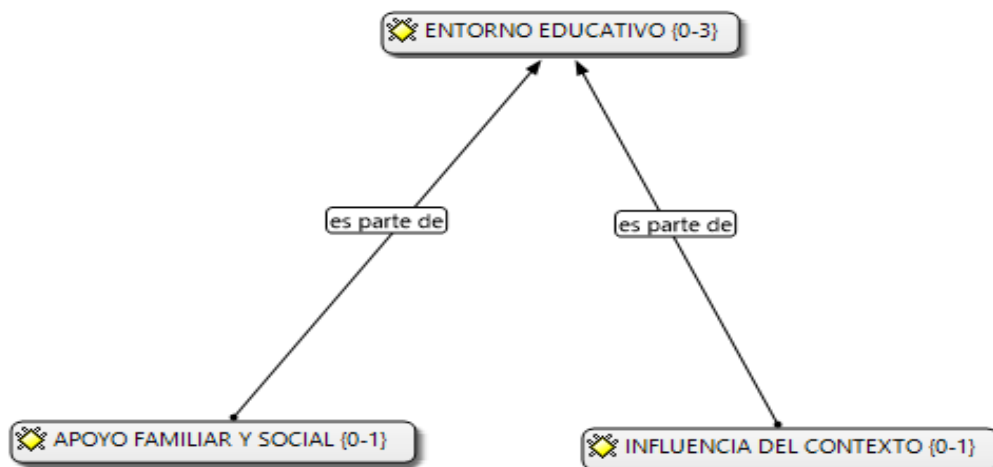 ENTORNO EDUCATIVO {0-3}
es parte de
es parte de
APOYO FAMILIAR Y SOCIAL {0-1}
INFLUENCIA DEL CONTEXTO {0-1}